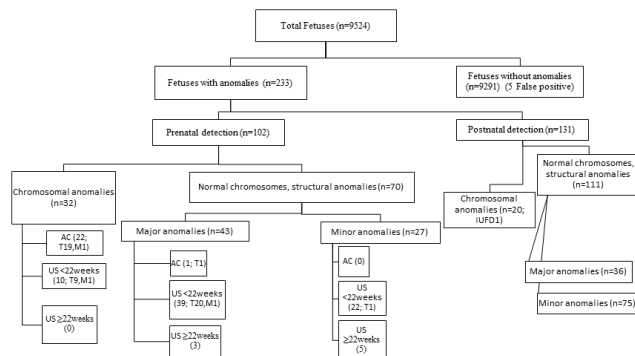 Total Fetuses (n=9524)
Fetuses with anomalies (n=233)
Fetuses without anomalies
(n=9291) (5 False positive)
Prenatal detection (n=102)
Postnatal detection (n=131)
Chromosomal anomalies
(n=32)
Normal chromosomes, structural anomalies (n=70)
Chromosomal
anomalies (n=20;
IUFD1)
Normal chromosomes,
structural anomalies
(n=111)
AC (22;
T19,M1)
US <22weeks
(10; T9,M1)
US ≥22weeks
(0)
Major anomalies (n=43)
AC (1; T1)
US <22weeks
(39; T20,M1)
US ≥22weeks
(3)
Minor anomalies (n=27)
AC (0)
US
<22weeks
(22; T1)
US
≥22weeks
(5)
Major anomalies (n=36)
Minor anomalies (n=75)